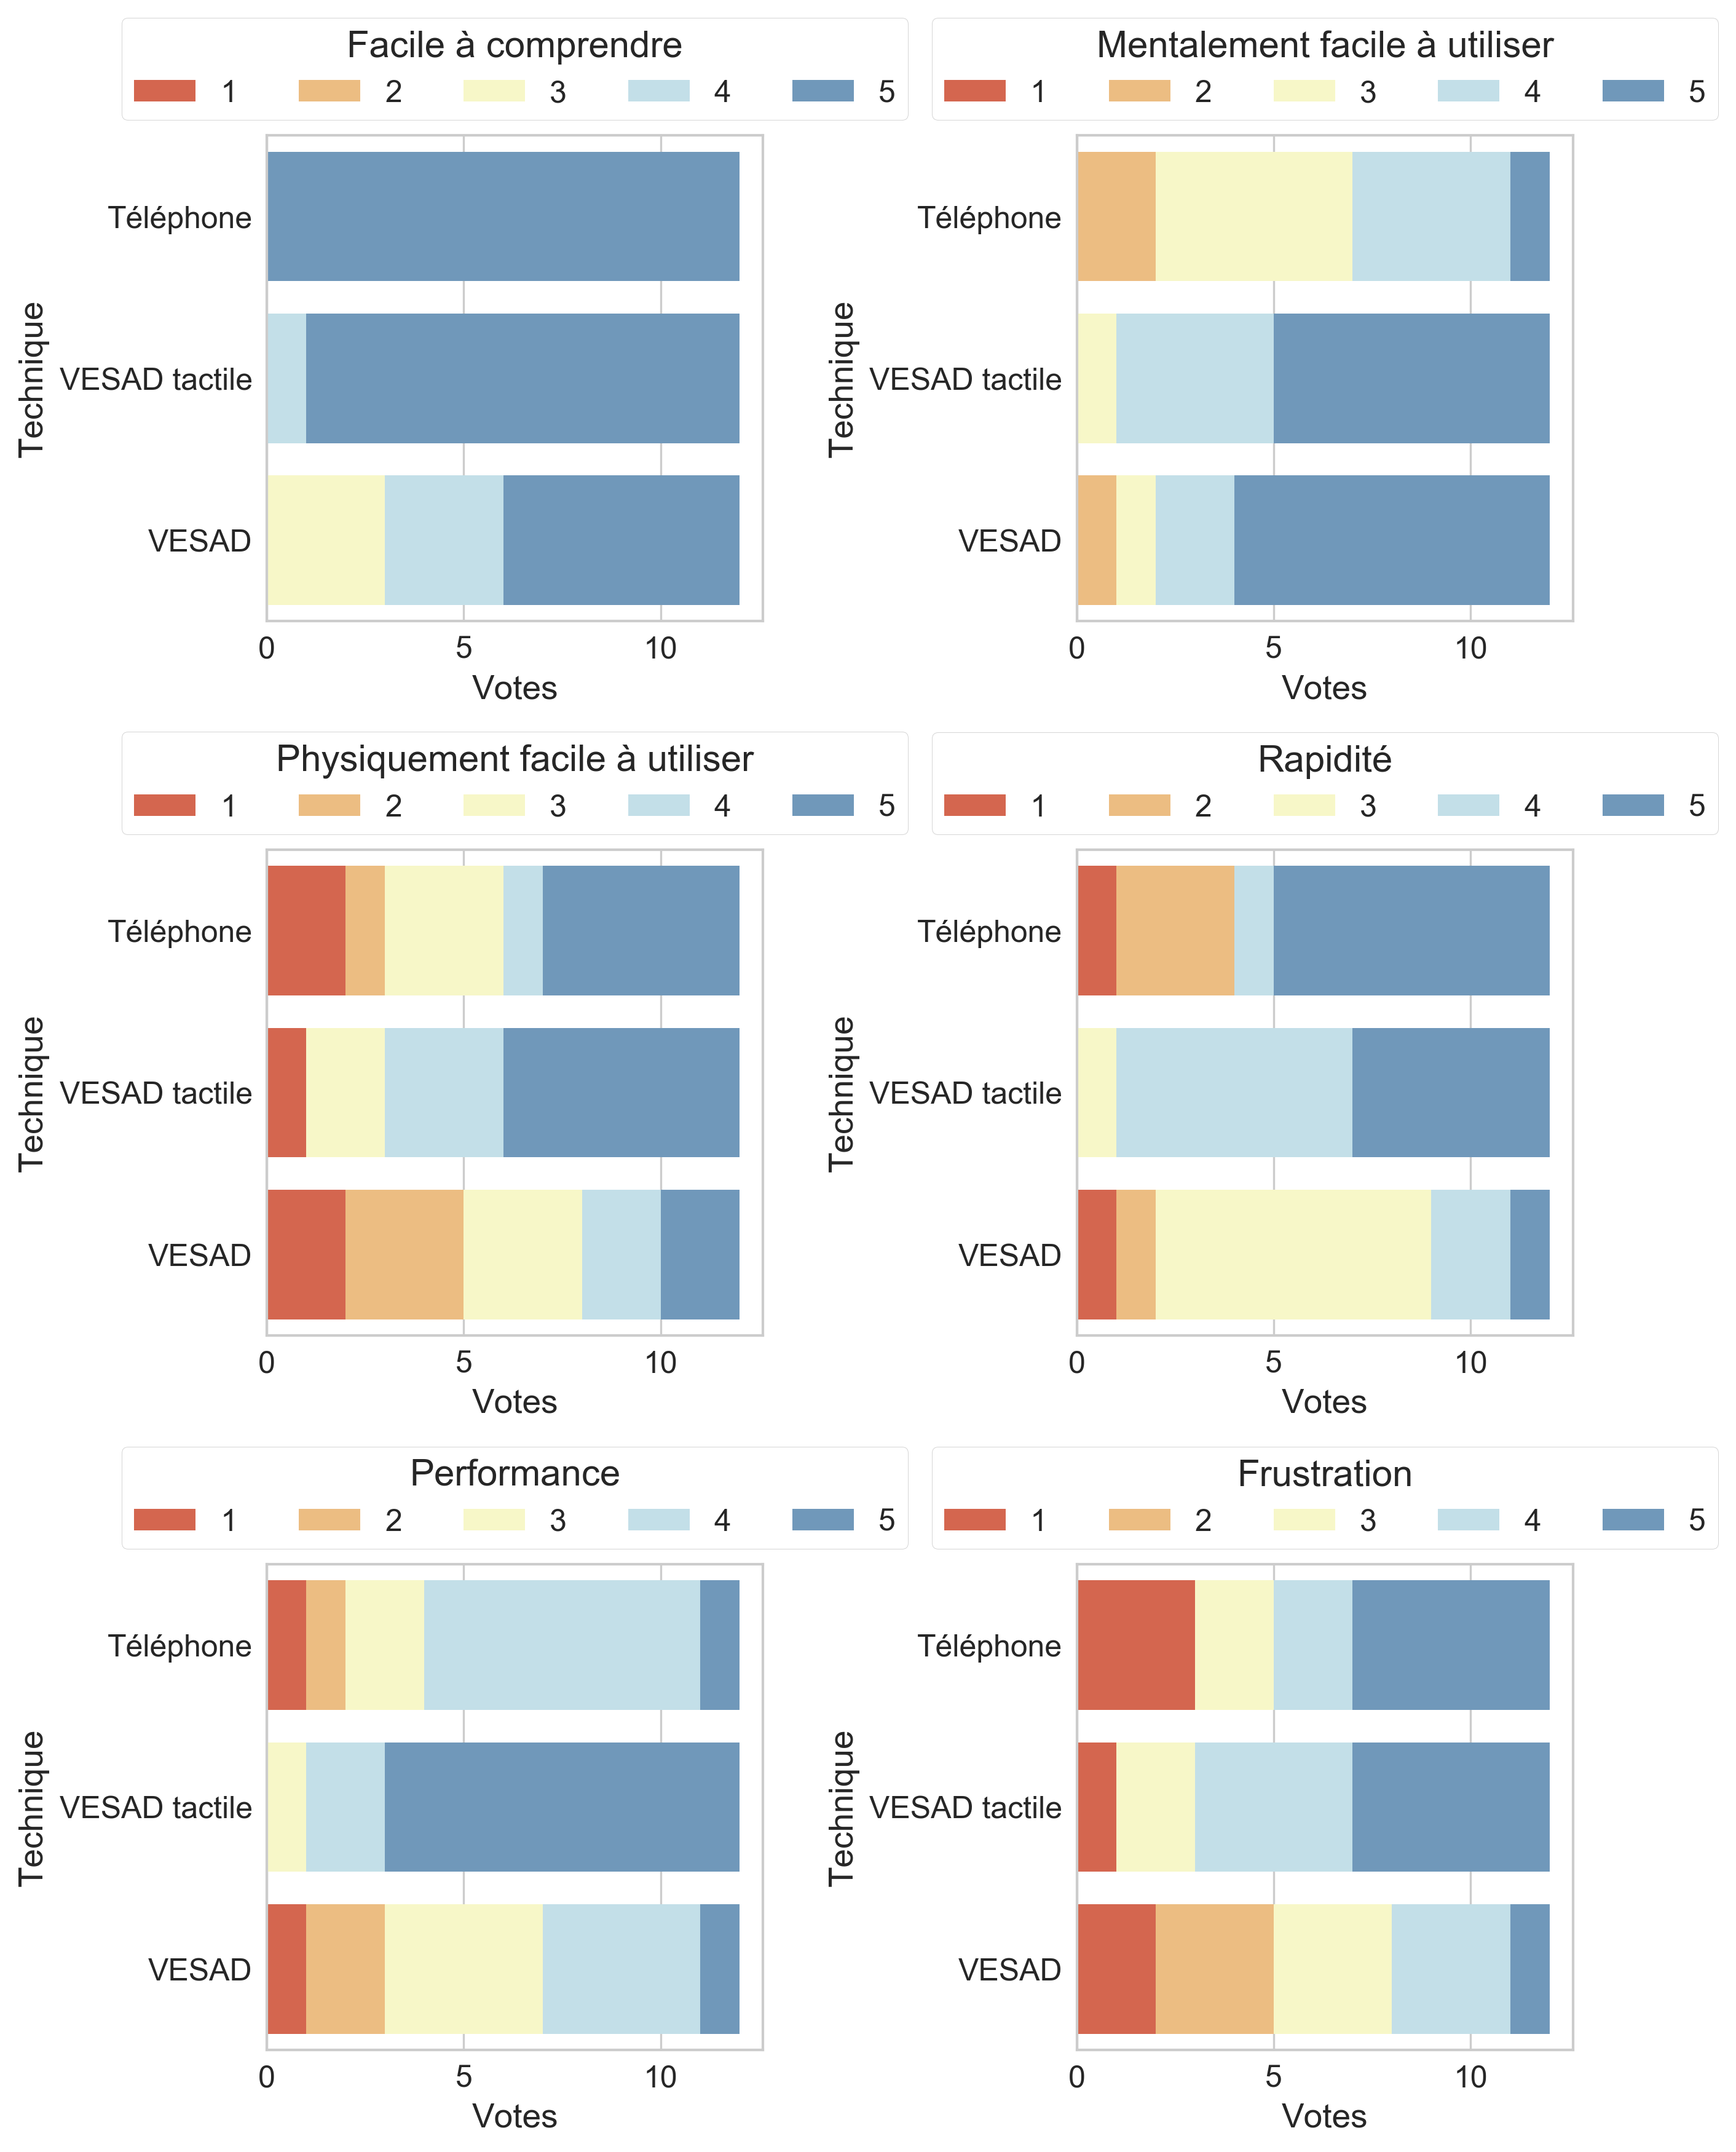 Facile à comprendre
1 2 3 4 5
Téléphone
VESAD tactile
VESAD
Technique
0 5 10
Votes
Mentalement facile à utiliser
1 2 3 4 5
Téléphone
VESAD tactile
VESAD
Technique
0 5 10
Votes
Physiquement facile à utiliser
1 2 3 4 5
Téléphone
VESAD tactile
VESAD
Technique
0 5 10
Votes
Rapidité
1 2 3 4 5
Téléphone
VESAD tactile
VESAD
Technique
0 5 10
Votes
Performance
1 2 3 4 5
Téléphone
VESAD tactile
VESAD
Technique
0 5 10
Votes
Frustration
1 2 3 4 5
Téléphone
VESAD tactile
VESAD
Technique
0 5 10
Votes